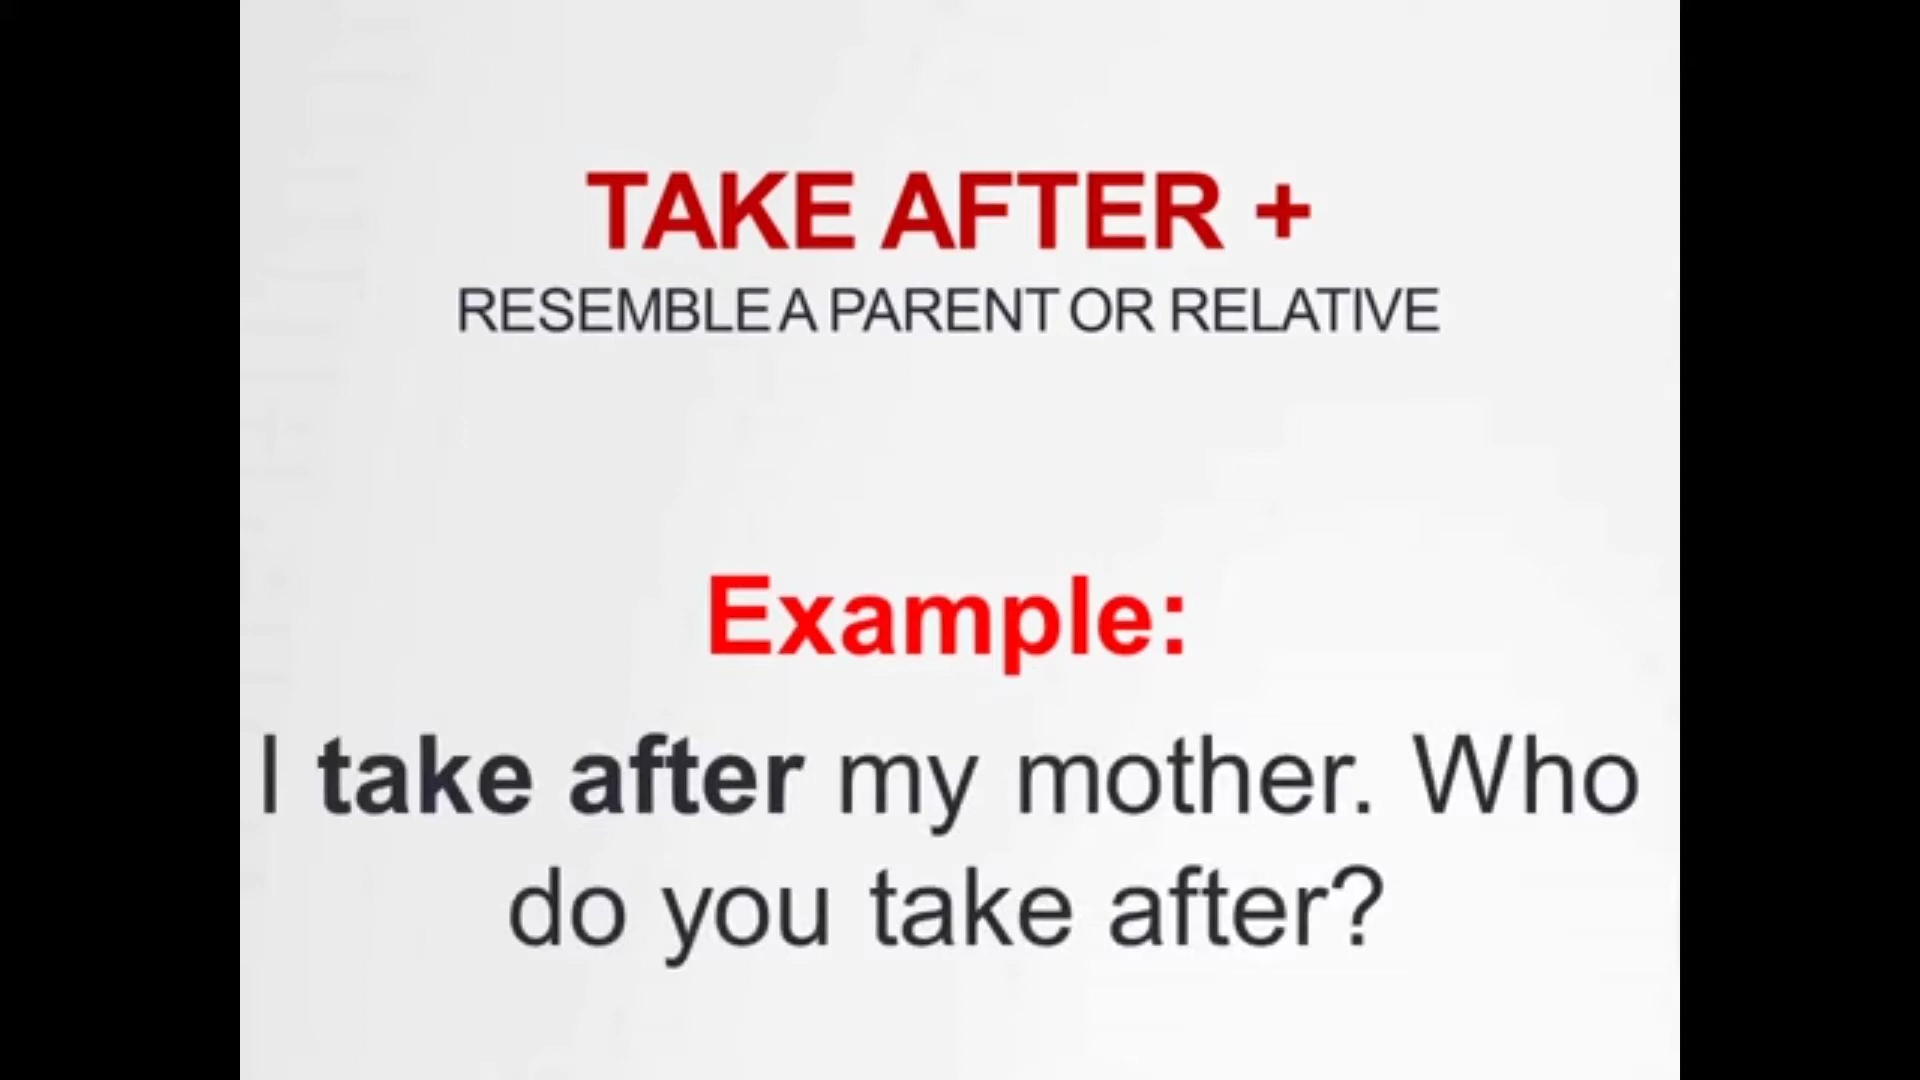 TAKE AFTER +
RESEMBLE A PARENT OR RELATIVE
Example:
I take after my mother. Who
do you take after?